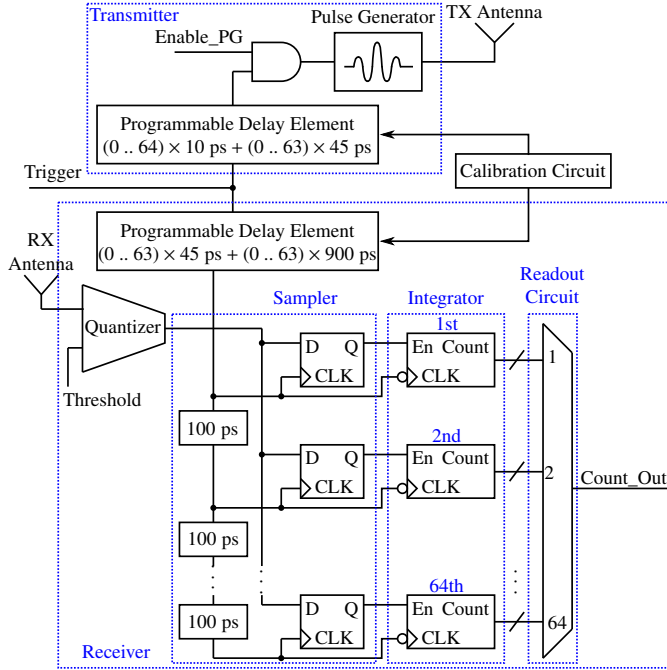 Transmitter
Pulse Generator
TX Antenna
Enable_PG
Programmable Delay Element
(0 .. 64) × 10 ps + (0 .. 63) × 45 ps
Trigger
Calibration Circuit
Programmable Delay Element
(0 .. 63) × 45 ps + (0 .. 63) × 900 ps
RX
Antenna
Quantizer
Threshold
Sampler
Integrator
Readout
Circuit
1st
D Q
CLK
En Count
1
100 ps
2nd
D Q
CLK
En Count
2
Count_Out
100 ps
64th
D Q
CLK
En Count
64
100 ps
Receiver